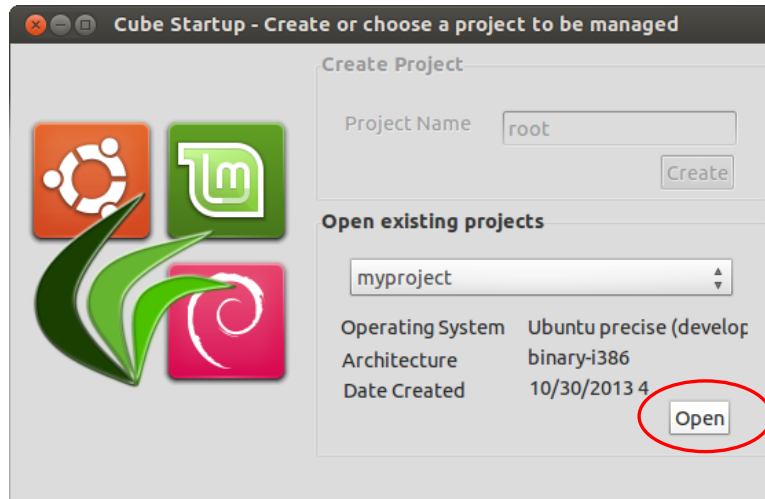 Cube Startup - Create or choose a project to be managed
Create Project
Project Name root
Create
Open existing projects
myproject
Operating System Ubuntu precise (develop
Architecture binary-i386
Date Created 10/30/2013 4
Open